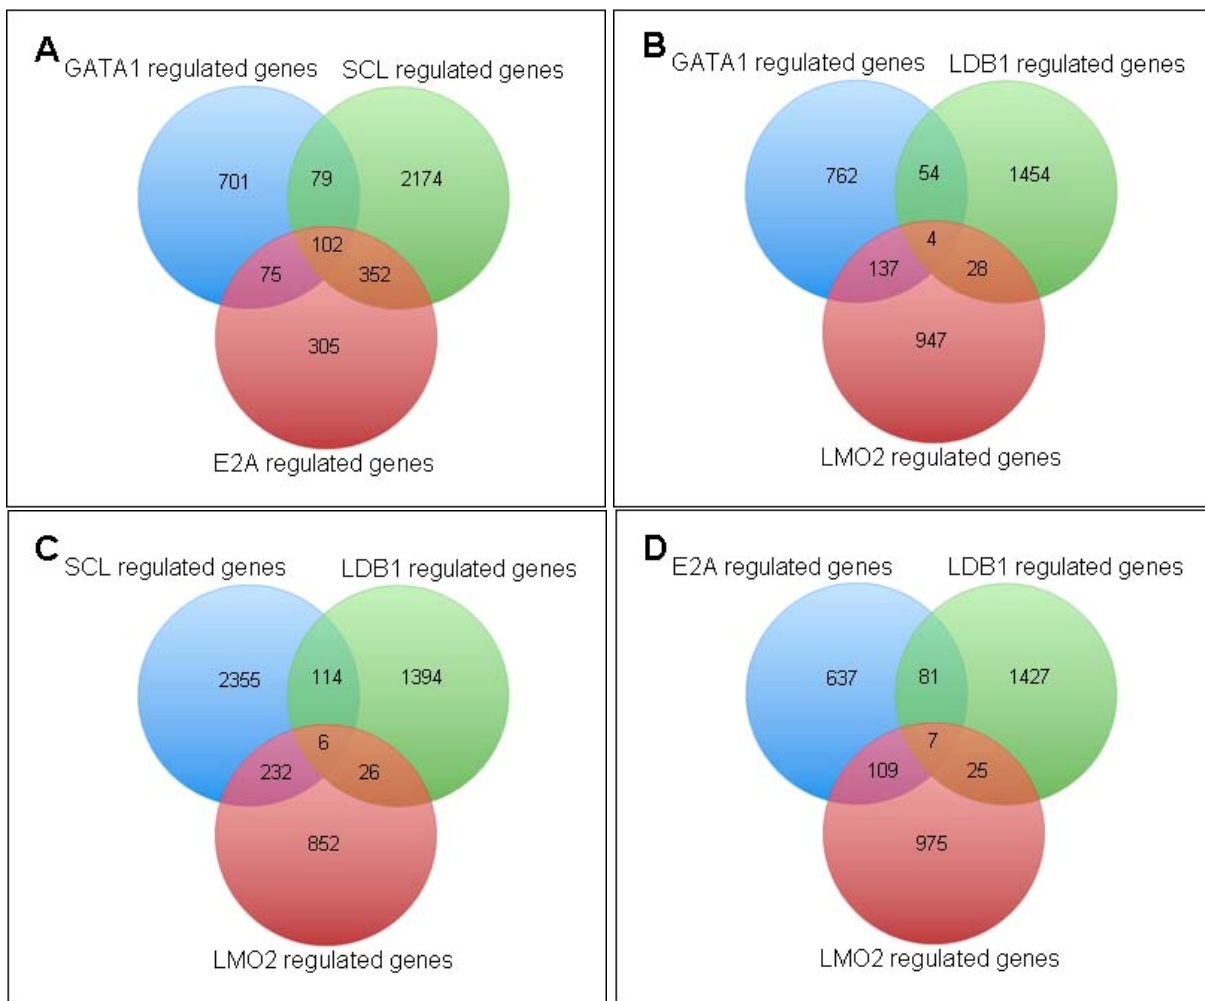 A
GATA1 regulated genes
SCL regulated genes
701
79
2174
102
75
352
305
E2A regulated genes
B
GATA1 regulated genes
LDB1 regulated genes
762
54
1454
4
137
28
947
LMO2 regulated genes
C
SCL regulated genes
LDB1 regulated genes
2355
114
1394
6
232
26
852
LMO2 regulated genes
D
E2A regulated genes
LDB1 regulated genes
637
81
1427
7
109
25
975
LMO2 regulated genes